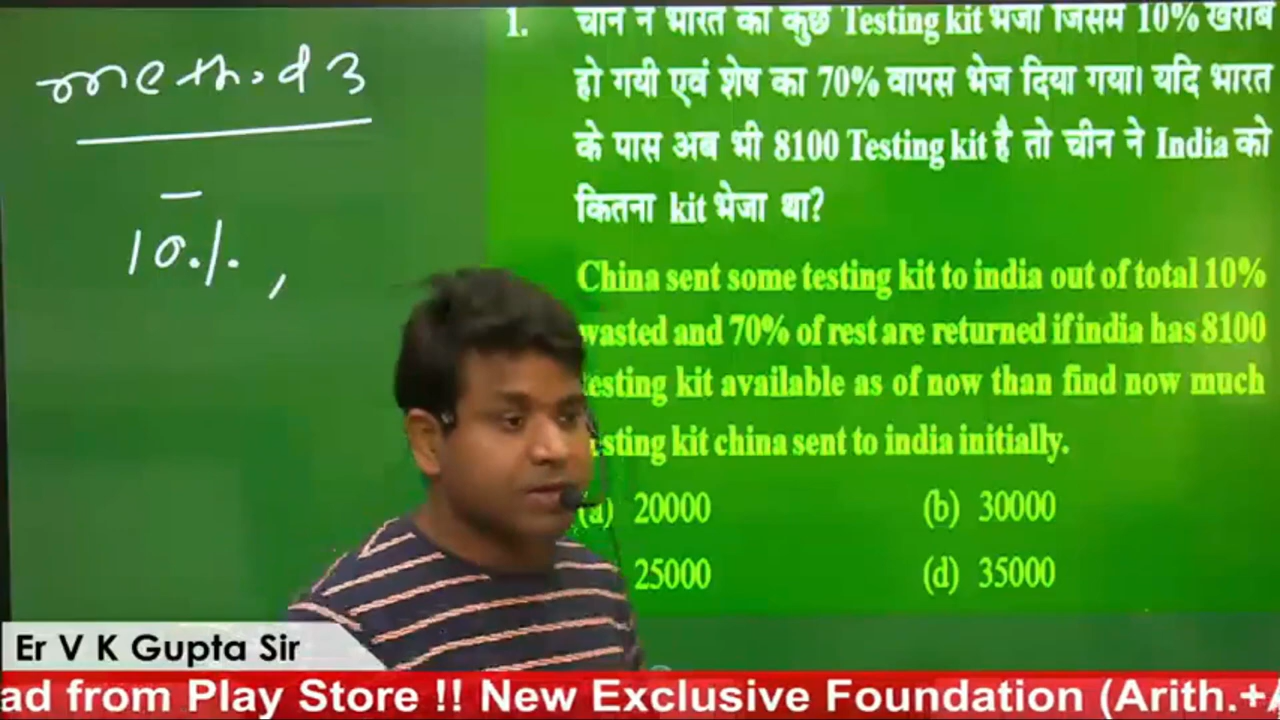 method 3
-
10%,
1. चीन ने भारत को कुछ Testing kit भेजा जिसमें 10% खराब
हो गयी एवं शेष का 70% वापस भेज दिया गया। यदि भारत
के पास अब भी 8100 Testing kit है तो चीन ने India को
कितना kit भेजा था?
China sent some testing kit to india out of total 10%
wasted and 70% of rest are returned if india has 8100
testing kit available as of now than find now much
sting kit china sent to india initially.
(a) 20000 (b) 30000
25000 (d) 35000
Er V K Gupta Sir
ad from Play Store !! New Exclusive Foundation (Arith.+A